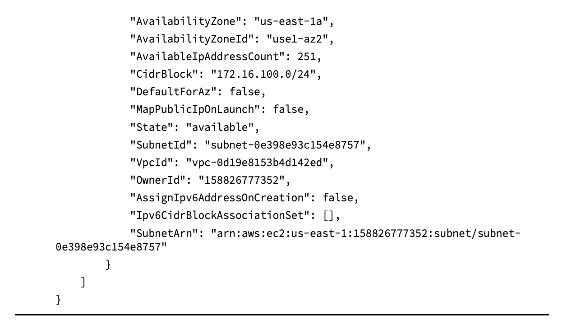 "AvailabilityZone": "us-east-1a",
"AvailabilityZoneId": "use1-az2",
"AvailableIpAddressCount": 251,
"CidrBlock": "172.16.100.0/24",
"DefaultForAz": false,
"MapPublicIpOnLaunch": false,
"State": "available",
"SubnetId": "subnet-0e398e93c154e8757",
"VpcId": "vpc-0d19e8153b4d142ed",
"OwnerId": "158826777352",
"AssignIpv6AddressOnCreation": false,
"Ipv6CidrBlockAssociationSet": [],
"SubnetArn": "arn:aws:ec2:us-east-1:158826777352:subnet/subnet-
0e398e93c154e8757"
}
]
}